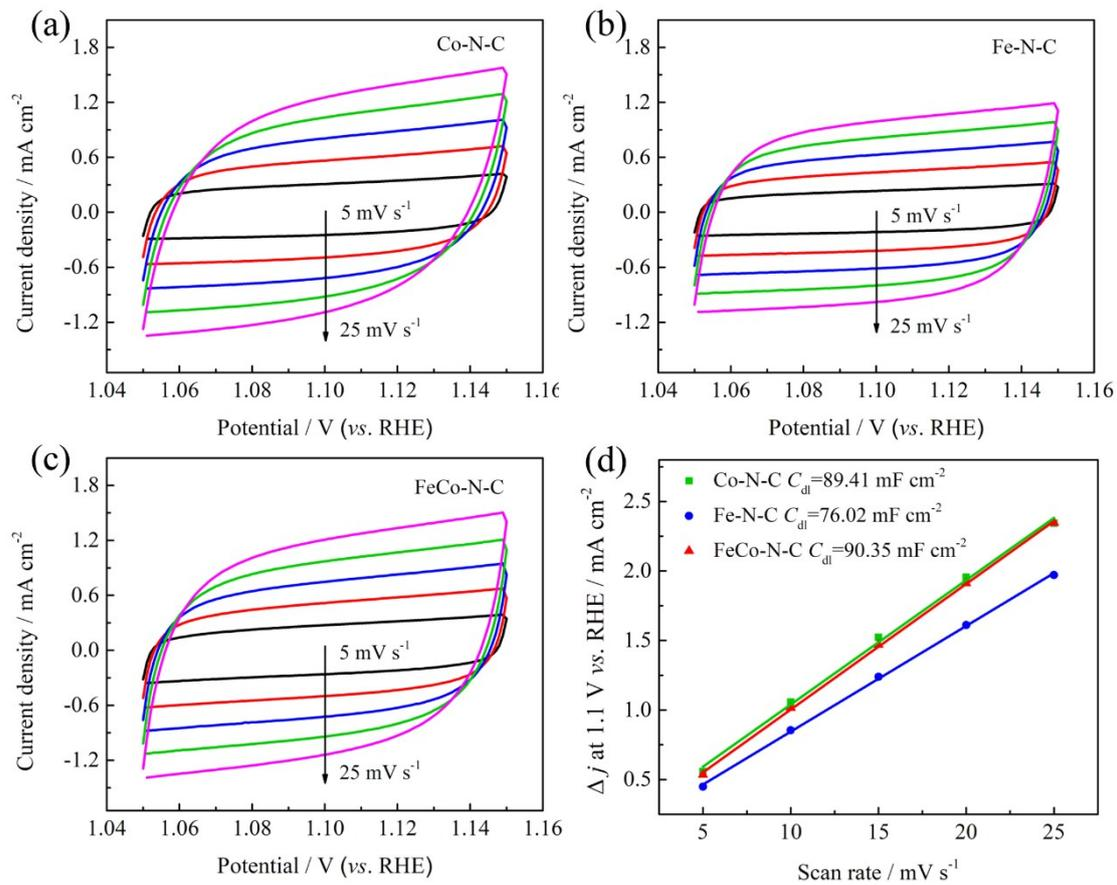 (a)
Co-N-C
1.8
1.2
0.6
0.0
-0.6
-1.2
5 mV s⁻¹
25 mV s⁻¹
1.04 1.06 1.08 1.10 1.12 1.14 1.16
Potential / V (vs. RHE)
Current density / mA cm⁻²
(b)
Fe-N-C
1.8
1.2
0.6
0.0
-0.6
-1.2
5 mV s⁻¹
25 mV s⁻¹
1.04 1.06 1.08 1.10 1.12 1.14 1.16
Potential / V (vs. RHE)
Current density / mA cm⁻²
(c)
FeCo-N-C
1.8
1.2
0.6
0.0
-0.6
-1.2
5 mV s⁻¹
25 mV s⁻¹
1.04 1.06 1.08 1.10 1.12 1.14 1.16
Potential / V (vs. RHE)
Current density / mA cm⁻²
(d)
Co-N-C Cdl=89.41 mF cm⁻²
Fe-N-C Cdl=76.02 mF cm⁻²
FeCo-N-C Cdl=90.35 mF cm⁻²
2.5
2.0
1.5
1.0
0.5
5 10 15 20 25
Scan rate / mV s⁻¹
Δ j at 1.1 V vs. RHE / mA cm⁻²